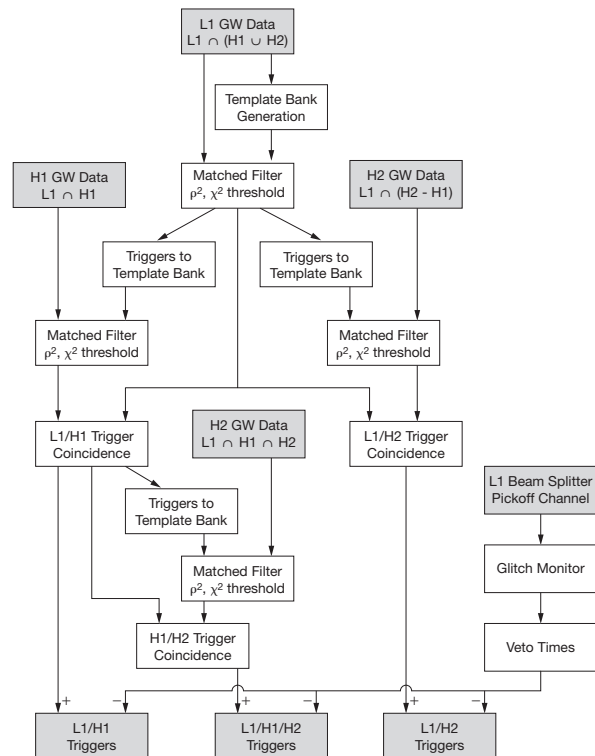 L1 GW Data
L1 ∩ (H1 ∪ H2)
Template Bank
Generation
H1 GW Data
L1 ∩ H1
Matched Filter
ρ², χ² threshold
H2 GW Data
L1 ∩ (H2 - H1)
Triggers to
Template Bank
Triggers to
Template Bank
Matched Filter
ρ², χ² threshold
Matched Filter
ρ², χ² threshold
L1/H1 Trigger
Coincidence
H2 GW Data
L1 ∩ H1 ∩ H2
L1/H2 Trigger
Coincidence
L1 Beam Splitter
Pickoff Channel
Triggers to
Template Bank
Matched Filter
ρ², χ² threshold
Glitch Monitor
H1/H2 Trigger
Coincidence
Veto Times
+ − + − + −
L1/H1
Triggers
L1/H1/H2
Triggers
L1/H2
Triggers